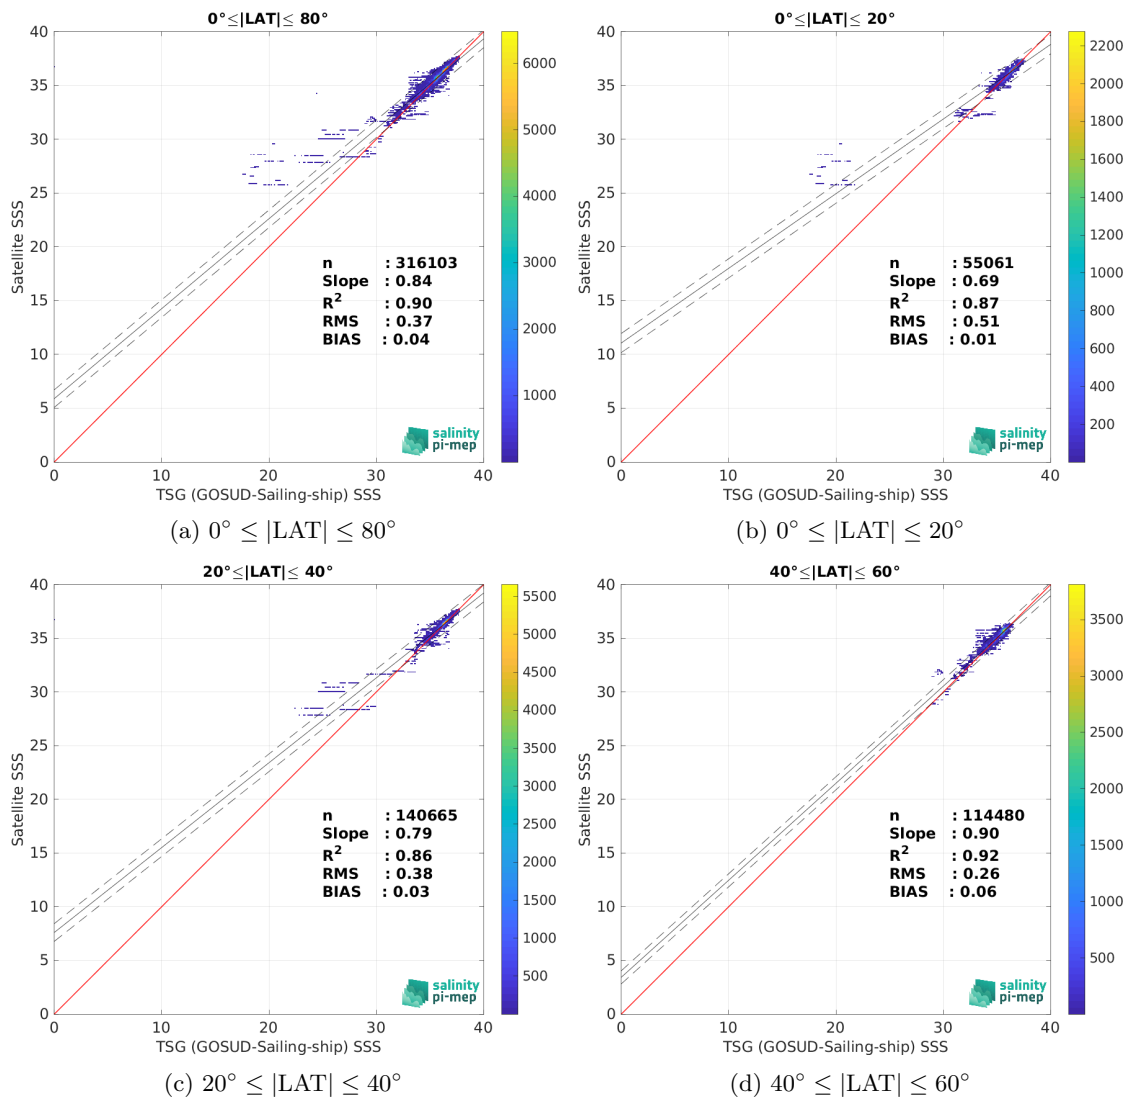 0°≤|LAT|≤ 80°
40
35
30
25
20
15
10
5
0
Satellite SSS
n : 316103
Slope : 0.84
R2 : 0.90
RMS : 0.37
BIAS : 0.04
salinity
pi-mep
0 10 20 30 40
TSG (GOSUD-Sailing-ship) SSS
6000
5000
4000
3000
2000
1000
(a) 0° ≤ |LAT| ≤ 80°
0°≤|LAT|≤ 20°
40
35
30
25
20
15
10
5
0
Satellite SSS
n : 55061
Slope : 0.69
R2 : 0.87
RMS : 0.51
BIAS : 0.01
salinity
pi-mep
0 10 20 30 40
TSG (GOSUD-Sailing-ship) SSS
2200
2000
1800
1600
1400
1200
1000
800
600
400
200
(b) 0° ≤ |LAT| ≤ 20°
20°≤|LAT|≤ 40°
40
35
30
25
20
15
10
5
0
Satellite SSS
n : 140665
Slope : 0.79
R2 : 0.86
RMS : 0.38
BIAS : 0.03
salinity
pi-mep
0 10 20 30 40
TSG (GOSUD-Sailing-ship) SSS
5500
5000
4500
4000
3500
3000
2500
2000
1500
1000
500
(c) 20° ≤ |LAT| ≤ 40°
40°≤|LAT|≤ 60°
40
35
30
25
20
15
10
5
0
Satellite SSS
n : 114480
Slope : 0.90
R2 : 0.92
RMS : 0.26
BIAS : 0.06
salinity
pi-mep
0 10 20 30 40
TSG (GOSUD-Sailing-ship) SSS
3500
3000
2500
2000
1500
1000
500
(d) 40° ≤ |LAT| ≤ 60°